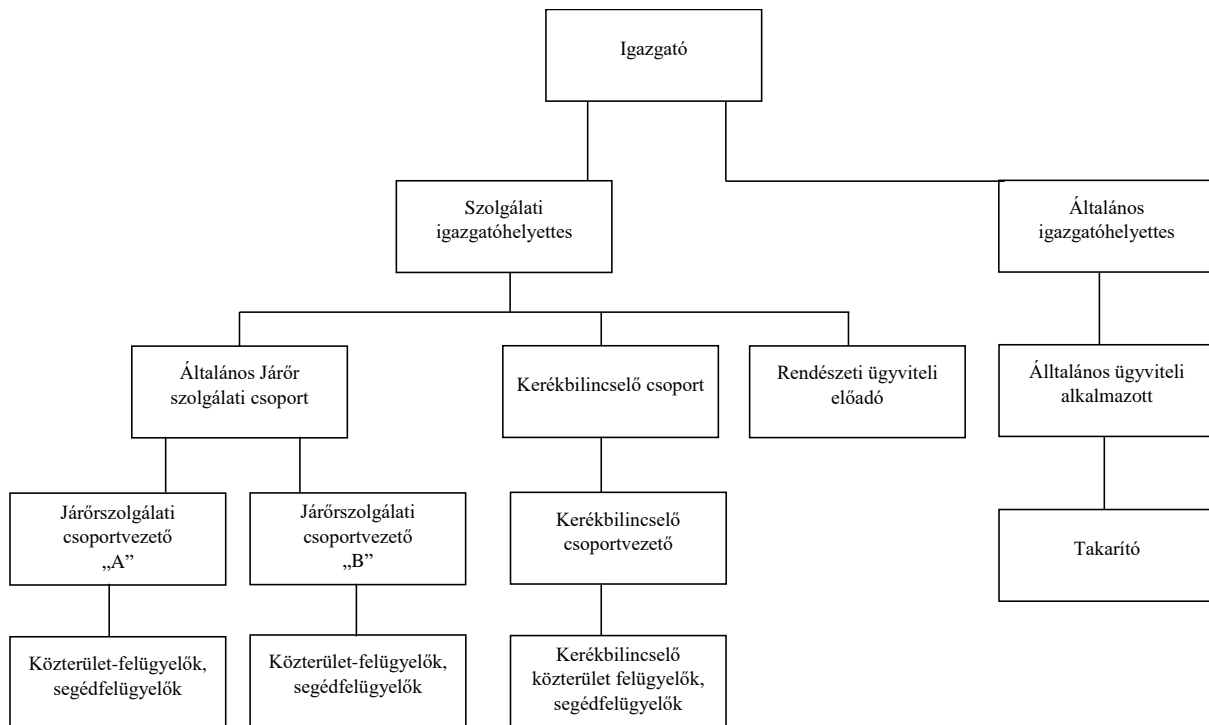 Igazgató
Szolgálati
igazgatóhelyettes
Általános
igazgatóhelyettes
Általános Járőr
szolgálati csoport
Kerékbilincselő csoport
Rendészeti ügyviteli
előadó
Álltalános ügyviteli
alkalmazott
Járőrszolgálati
csoportvezető
„A”
Járőrszolgálati
csoportvezető
„B”
Kerékbilincselő
csoportvezető
Takarító
Közterület-felügyelők,
segédfelügyelők
Közterület-felügyelők,
segédfelügyelők
Kerékbilincselő
közterület felügyelők,
segédfelügyelők